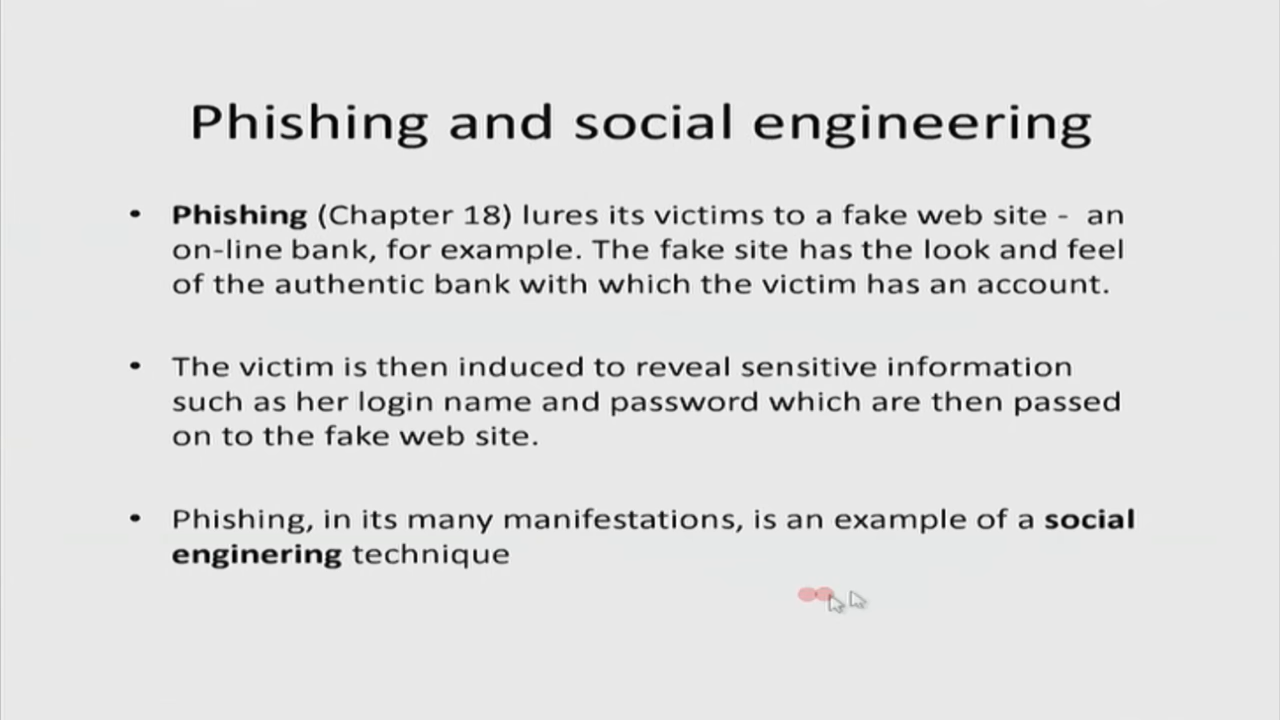 Phishing and social engineering
• Phishing (Chapter 18) lures its victims to a fake web site - an
on-line bank, for example. The fake site has the look and feel
of the authentic bank with which the victim has an account.
• The victim is then induced to reveal sensitive information
such as her login name and password which are then passed
on to the fake web site.
• Phishing, in its many manifestations, is an example of a social
enginering technique